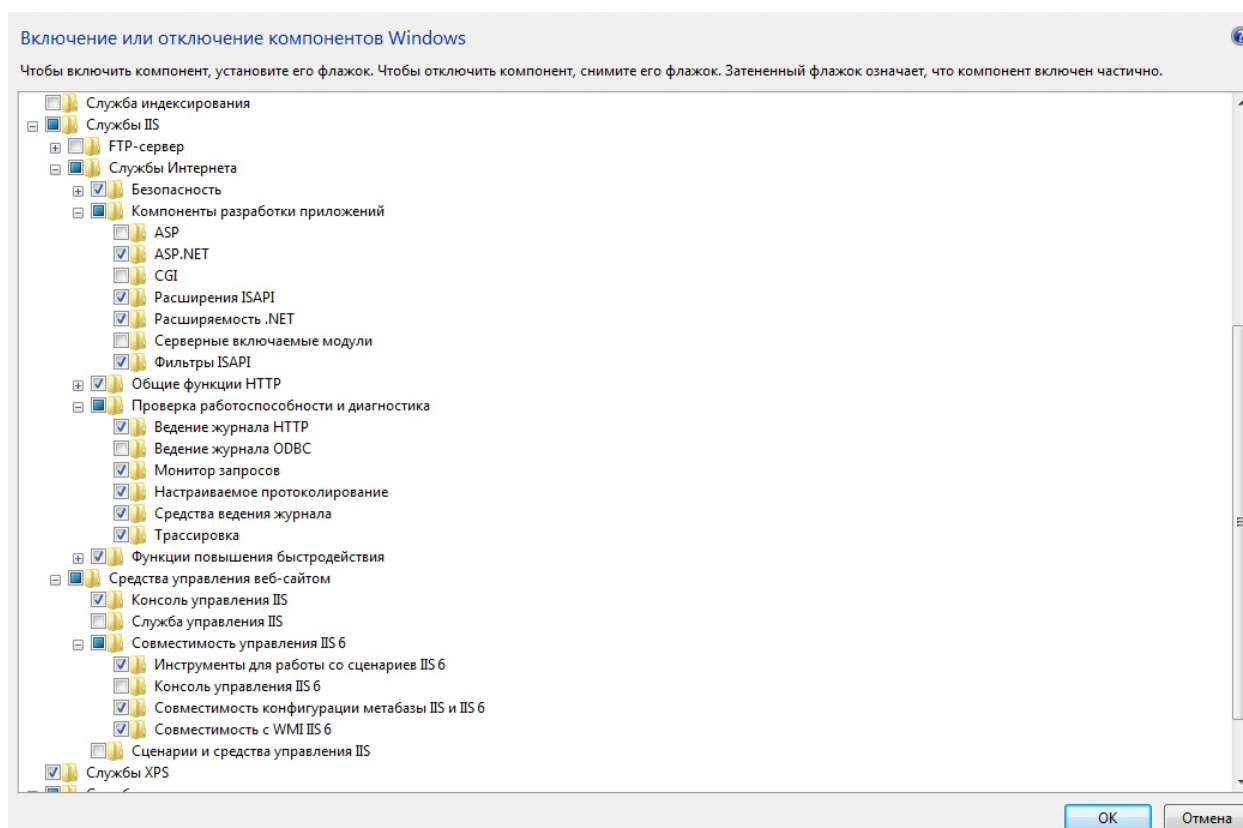 Включение или отключение компонентов Windows
Чтобы включить компонент, установите его флажок. Чтобы отключить компонент, снимите его флажок. Затененный флажок означает, что компонент включен частично.
Служба индексирования
Службы IIS
FTP-сервер
Службы Интернета
Безопасность
Компоненты разработки приложений
ASP
ASP.NET
CGI
Расширения ISAPI
Расширяемость .NET
Серверные включаемые модули
Фильтры ISAPI
Общие функции HTTP
Проверка работоспособности и диагностика
Ведение журнала HTTP
Ведение журнала ODBC
Монитор запросов
Настраиваемое протоколирование
Средства ведения журнала
Трассировка
Функции повышения быстродействия
Средства управления веб-сайтом
Консоль управления IIS
Служба управления IIS
Совместимость управления IIS 6
Инструменты для работы со сценариев IIS 6
Консоль управления IIS 6
Совместимость конфигурации метабазы IIS и IIS 6
Совместимость с WMI IIS 6
Сценарии и средства управления IIS
Службы XPS
ОК Отмена